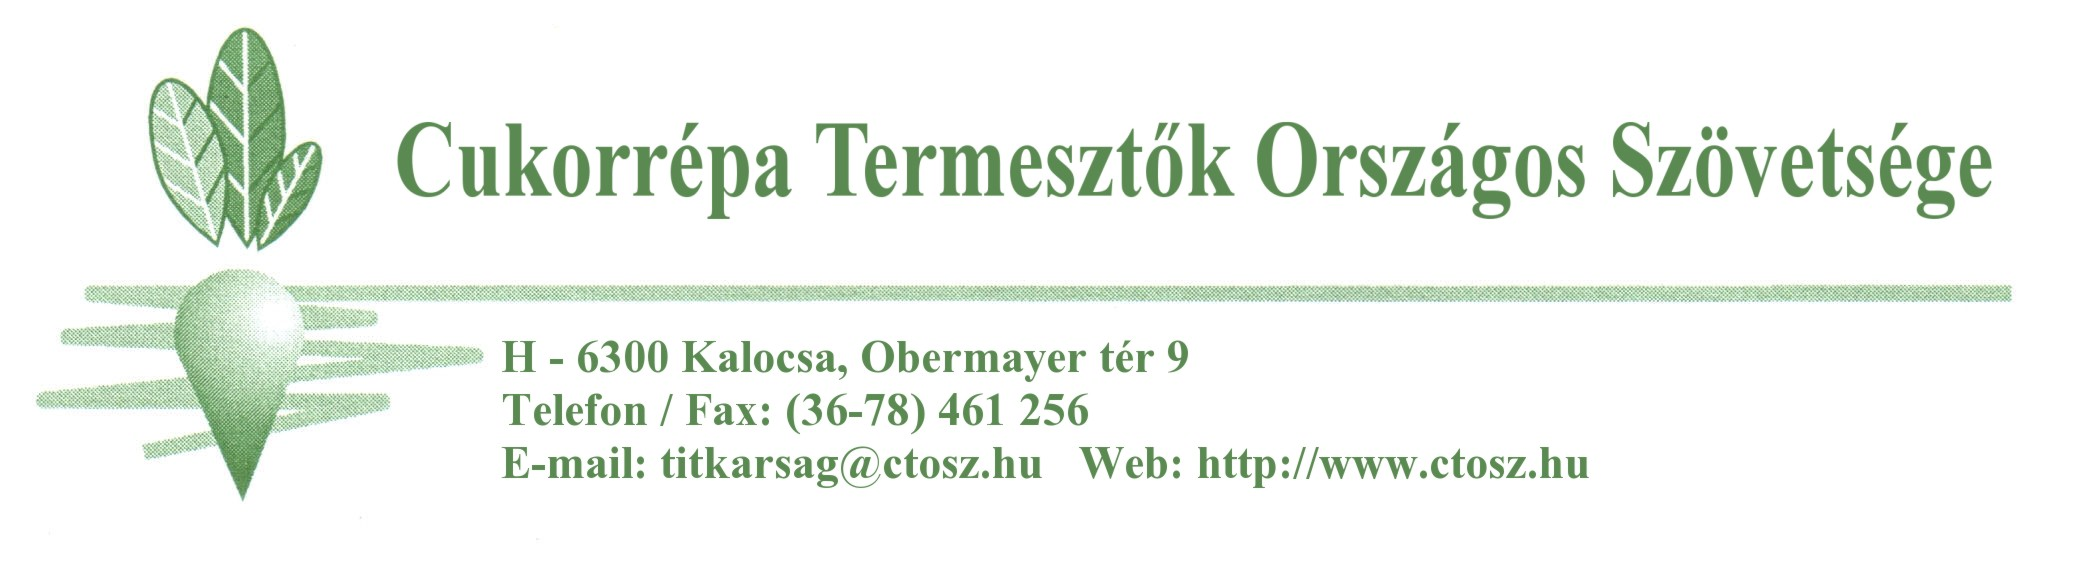 Cukorrépa Termesztők Országos Szövetsége
H - 6300 Kalocsa, Obermayer tér 9
Telefon / Fax: (36-78) 461 256
E-mail: titkarsag@ctosz.hu Web: http://www.ctosz.hu